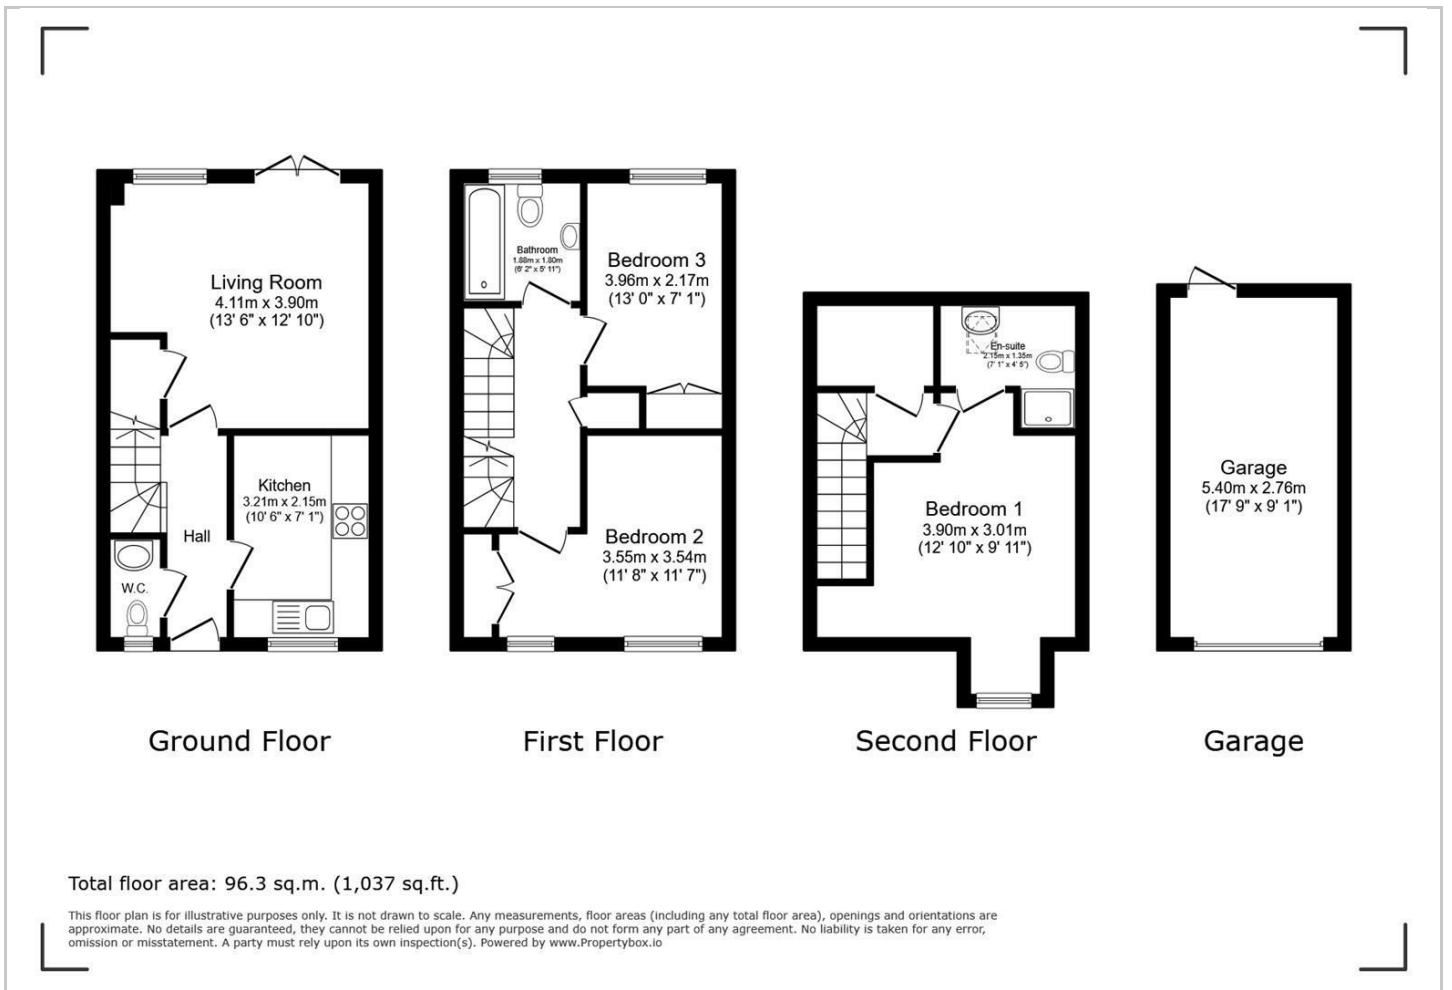 Living Room
4.11m x 3.90m
(13' 6" x 12' 10")
Kitchen
3.21m x 2.15m
(10' 6" x 7' 1")
Hall
W.C.
Ground Floor
Bathroom
1.88m x 1.80m
(6' 2" x 5' 11")
Bedroom 3
3.96m x 2.17m
(13' 0" x 7' 1")
Bedroom 2
3.55m x 3.54m
(11' 8" x 11' 7")
First Floor
En-suite
2.15m x 1.35m
(7' 1" x 4' 5")
Bedroom 1
3.90m x 3.01m
(12' 10" x 9' 11")
Second Floor
Garage
5.40m x 2.76m
(17' 9" x 9' 1")
Garage
Total floor area: 96.3 sq.m. (1,037 sq.ft.)
This floor plan is for illustrative purposes only. It is not drawn to scale. Any measurements, floor areas (including any total floor area), openings and orientations are
approximate. No details are guaranteed, they cannot be relied upon for any purpose and do not form any part of any agreement. No liability is taken for any error,
omission or misstatement. A party must rely upon its own inspection(s). Powered by www.Propertybox.io